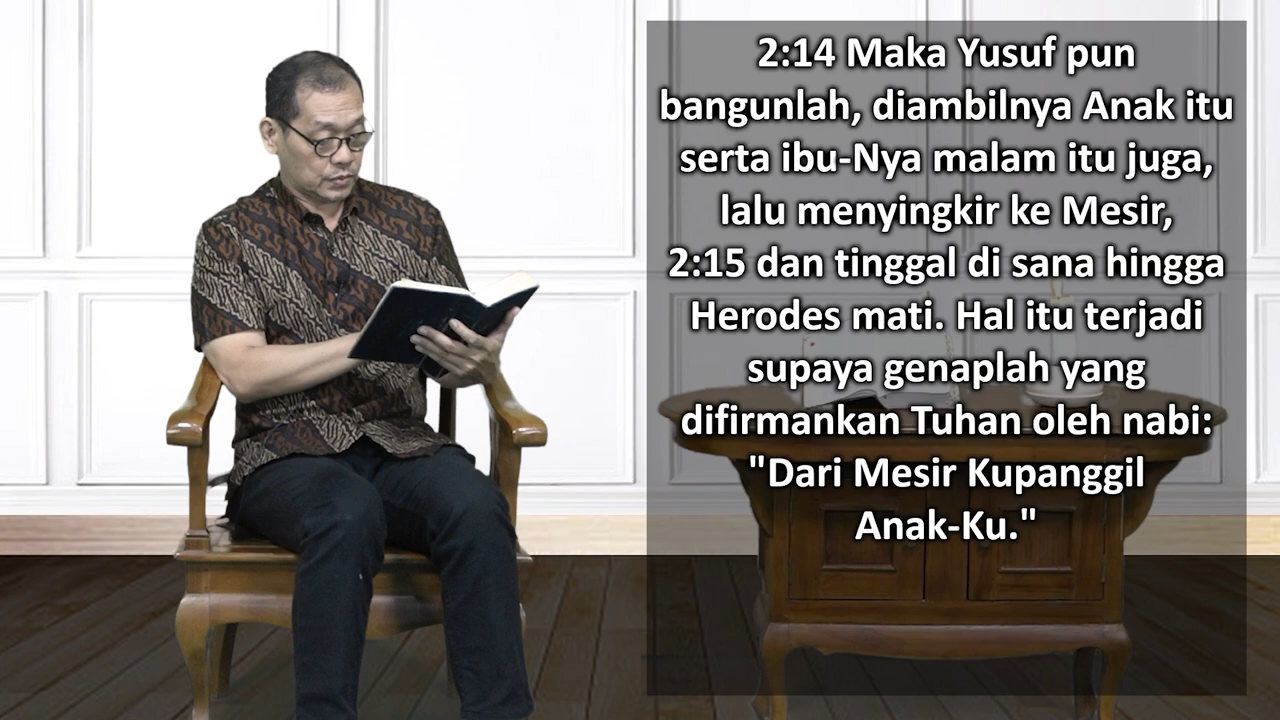 2:14 Maka Yusuf pun
bangunlah, diambilnya Anak itu
serta ibu-Nya malam itu juga,
lalu menyingkir ke Mesir,
2:15 dan tinggal di sana hingga
Herodes mati. Hal itu terjadi
supaya genaplah yang
difirmankan Tuhan oleh nabi:
"Dari Mesir Kupanggil
Anak-Ku."